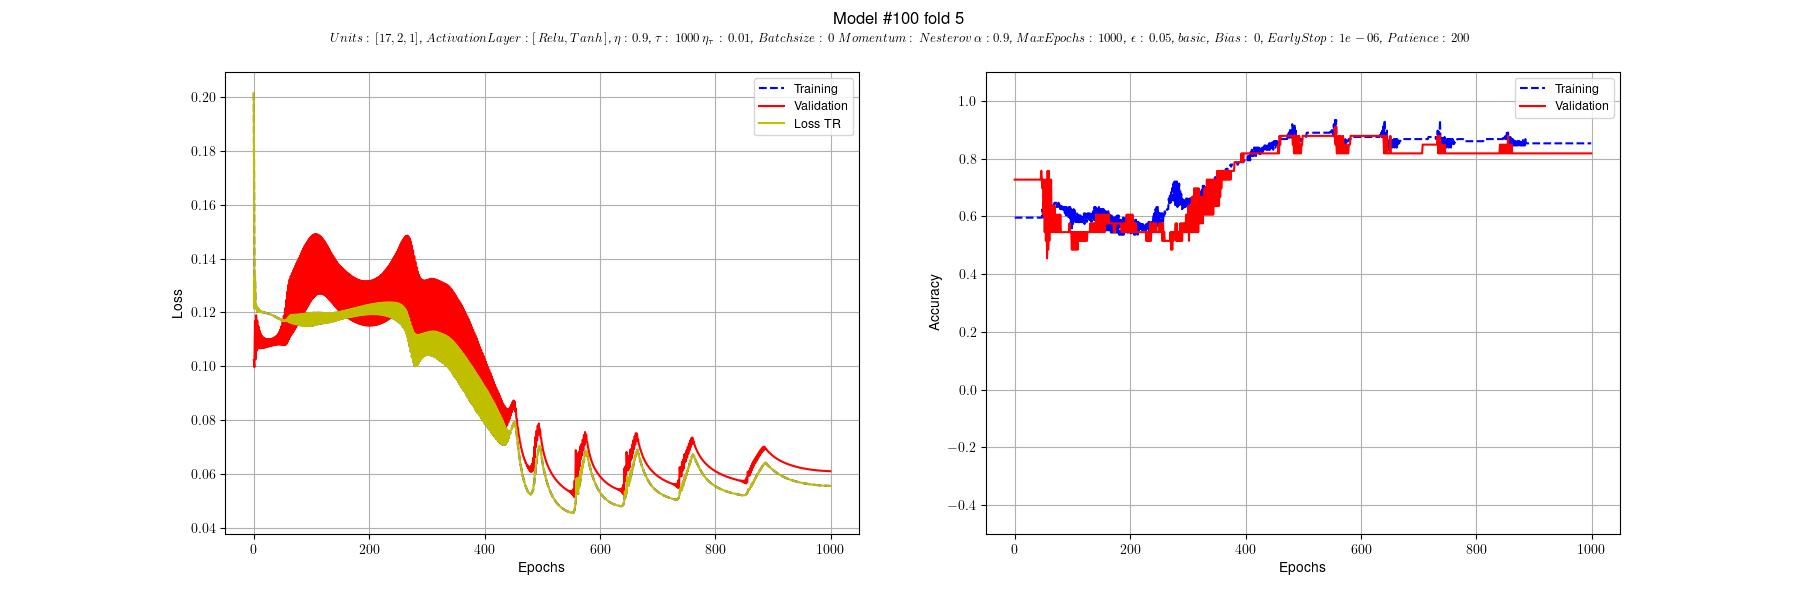 Model #100 fold 5
Units : [17, 2, 1], ActivationLayer : [Relu, Tanh], η : 0.9, τ : 1000 ητ : 0.01, Batchsize : 0 Momentum : Nesterov α : 0.9, MaxEpochs : 1000, ϵ : 0.05, basic, Bias : 0, EarlyStop : 1e − 06, Patience : 200
Loss
0.20
0.18
0.16
0.14
0.12
0.10
0.08
0.06
0.04
Training
Validation
Loss TR
0 200 400 600 800 1000
Epochs
Accuracy
1.0
0.8
0.6
0.4
0.2
0.0
−0.2
−0.4
Training
Validation
0 200 400 600 800 1000
Epochs